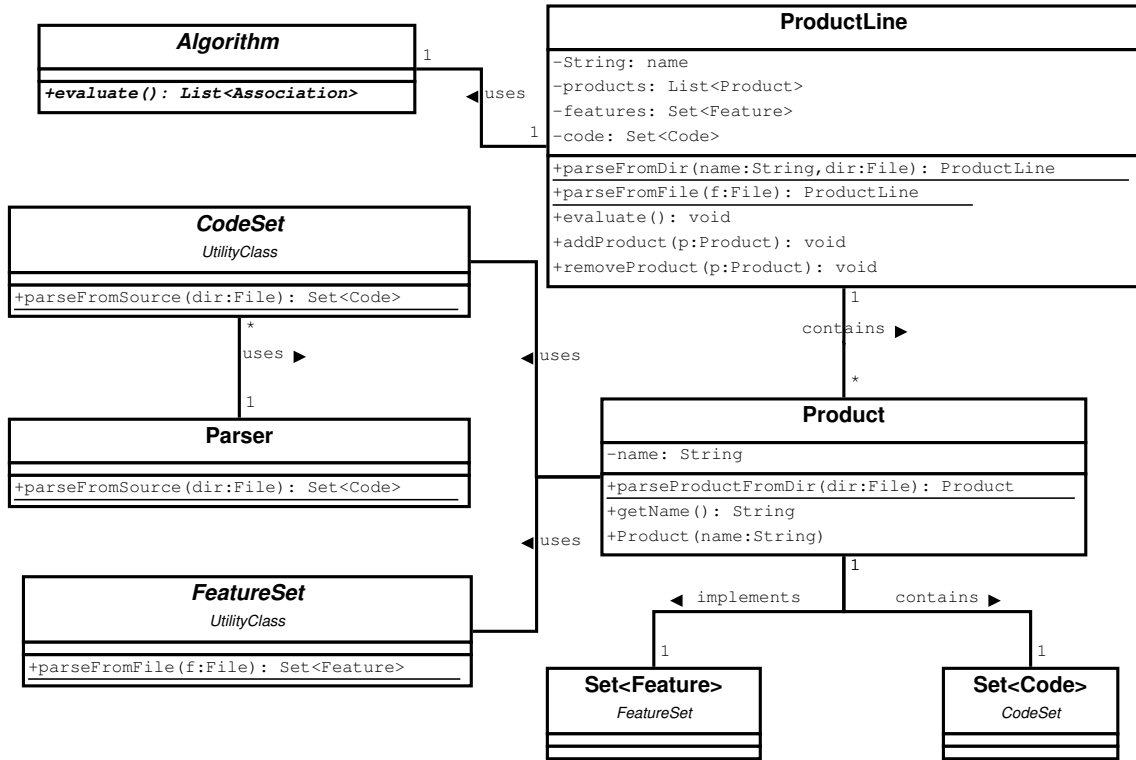 Algorithm
+evaluate(): List<Association>
1
◀ uses
1
ProductLine
-String: name
-products: List<Product>
-features: Set<Feature>
-code: Set<Code>
+parseFromDir(name:String,dir:File): ProductLine
+parseFromFile(f:File): ProductLine
+evaluate(): void
+addProduct(p:Product): void
+removeProduct(p:Product): void
CodeSet
UtilityClass
+parseFromSource(dir:File): Set<Code>
*
uses ▶
1
Parser
+parseFromSource(dir:File): Set<Code>
◀ uses
1
contains ▶
*
Product
-name: String
+parseProductFromDir(dir:File): Product
+getName(): String
+Product(name:String)
◀ uses
FeatureSet
UtilityClass
+parseFromFile(f:File): Set<Feature>
1
◀ implements
contains ▶
1
1
Set<Feature>
FeatureSet
Set<Code>
CodeSet